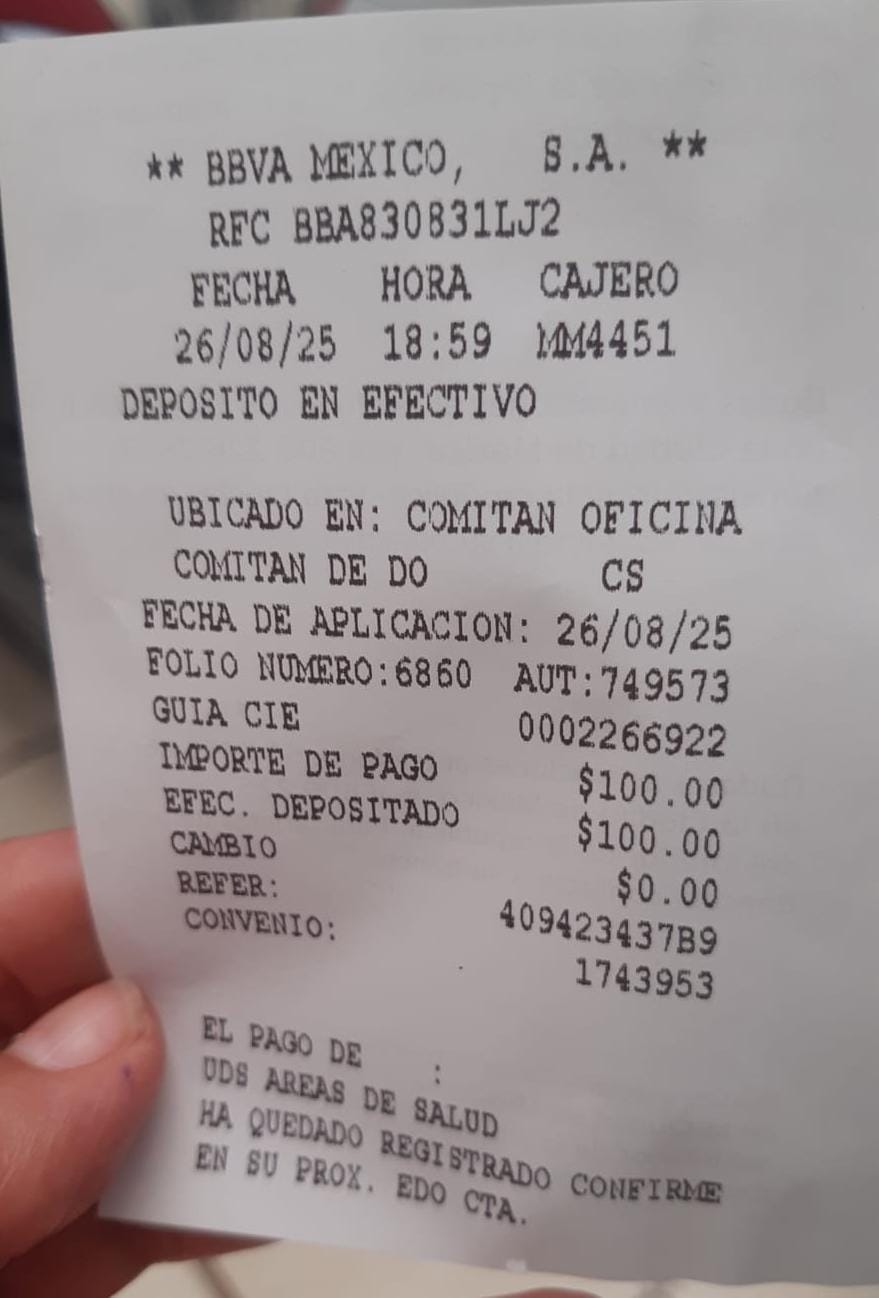 ** BBVA MEXICO, S.A. **
RFC BBA830831LJ2
FECHA HORA CAJERO
26/08/25 18:59 MM4451
DEPOSITO EN EFECTIVO
UBICADO EN: COMITAN OFICINA
COMITAN DE DO CS
FECHA DE APLICACION: 26/08/25
FOLIO NUMERO:6860 AUT:749573
GUIA CIE 0002266922
IMPORTE DE PAGO $100.00
EFEC. DEPOSITADO $100.00
CAMBIO $0.00
REFER: 409423437B9
CONVENIO: 1743953
EL PAGO DE :
UDS AREAS DE SALUD
HA QUEDADO REGISTRADO CONFIRME
EN SU PROX. EDO CTA.